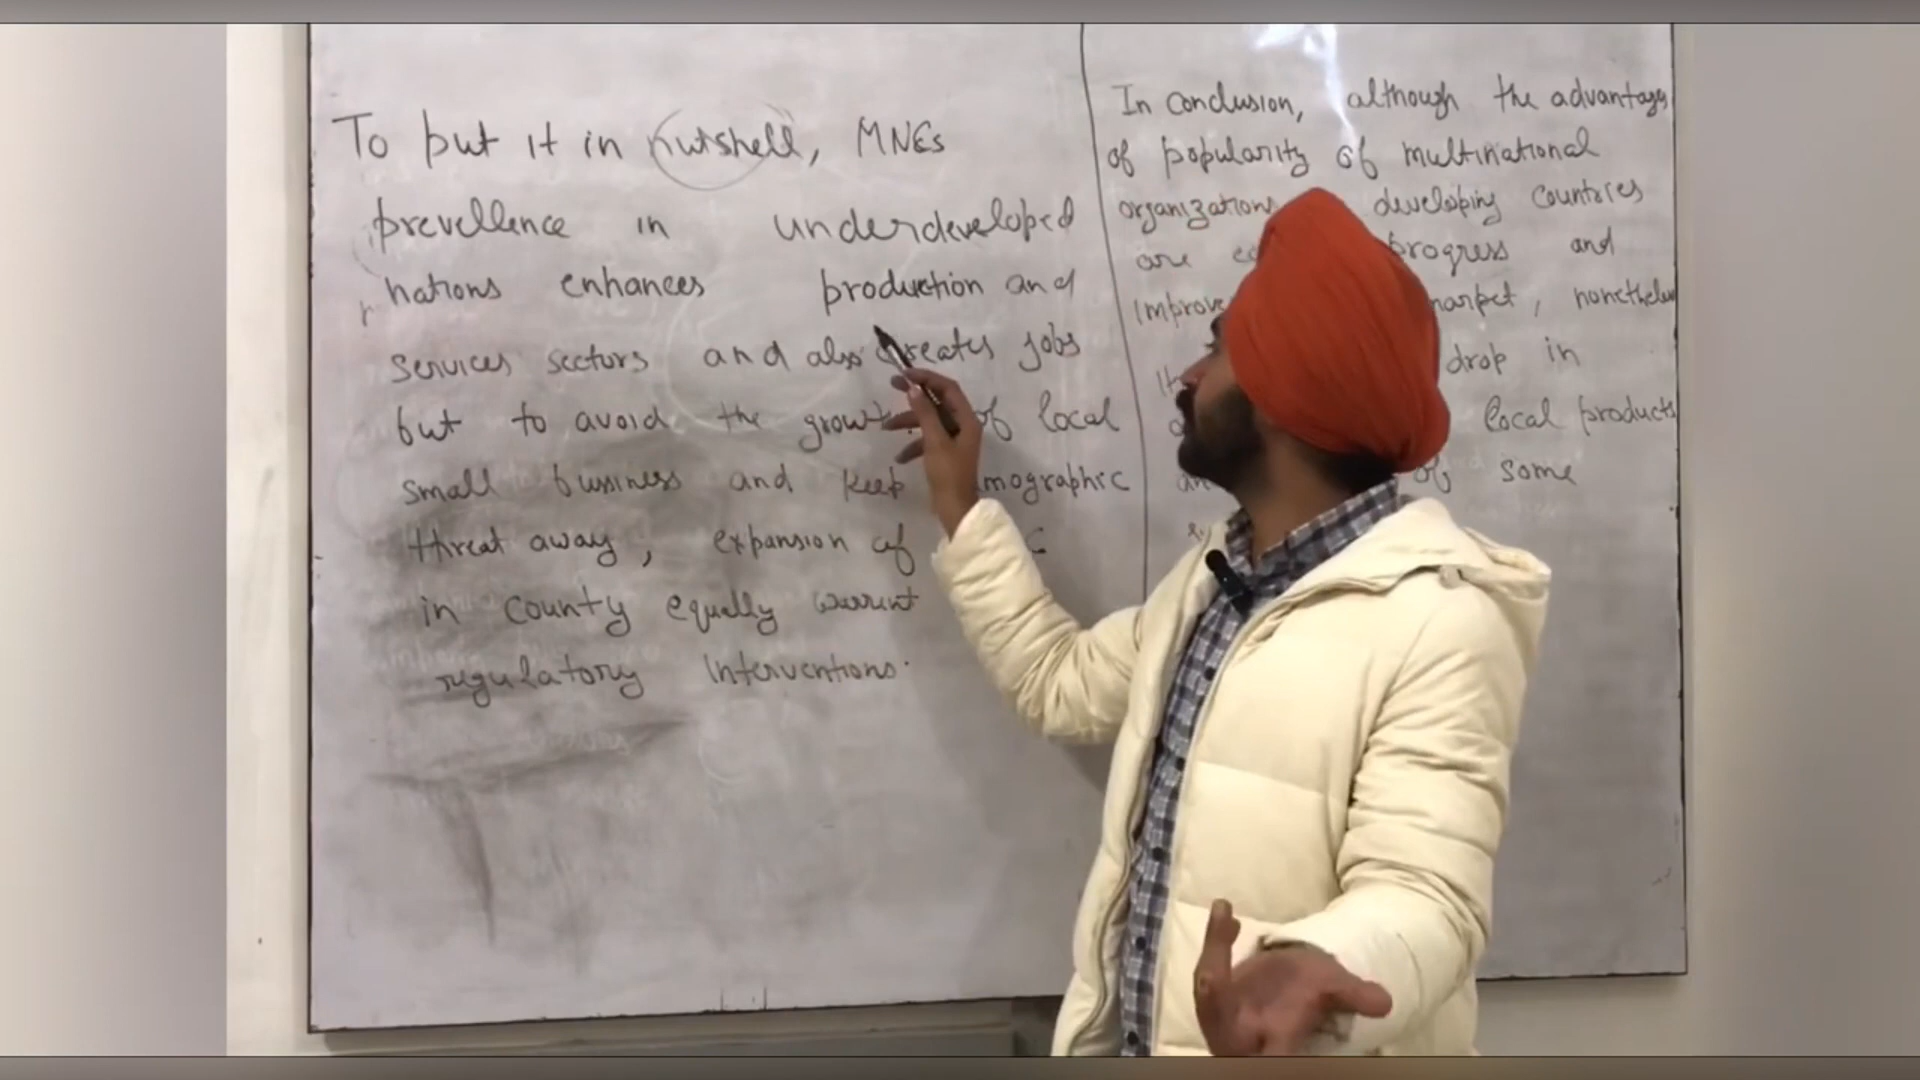 To put it in nutshell, MNEs
prevellence in underdeveloped
nations enhances production and
services sectors and also creates jobs
but to avoid the growth of local
small bussiness and keep mographic
threat away, expansion of
in county equally warrent
regulatory interventions.
In conclusion, although the advantages
of popularity of multinational
organizations developing countries
are progress and
improve market, nonetheless
drop in
local products
of some